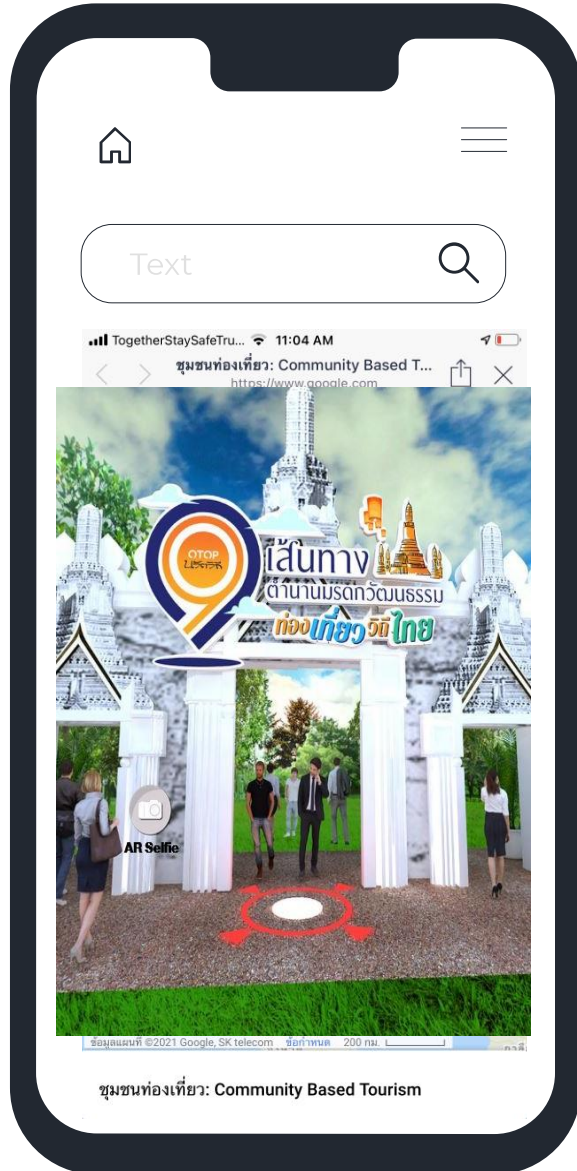 Text
TogetherStaySafeTru... 11:04 AM
ชุมชนท่องเที่ยว: Community Based T...
https://www.google.com
OTOP
นวัตวิถี
เส้นทาง
ตำนานมรดกวัฒนธรรม
ท่องเที่ยววิถีไทย
AR Selfie
ข้อมูลแผนที่ ©2021 Google, SK telecom ข้อกำหนด 200 กม.
ชุมชนท่องเที่ยว: Community Based Tourism